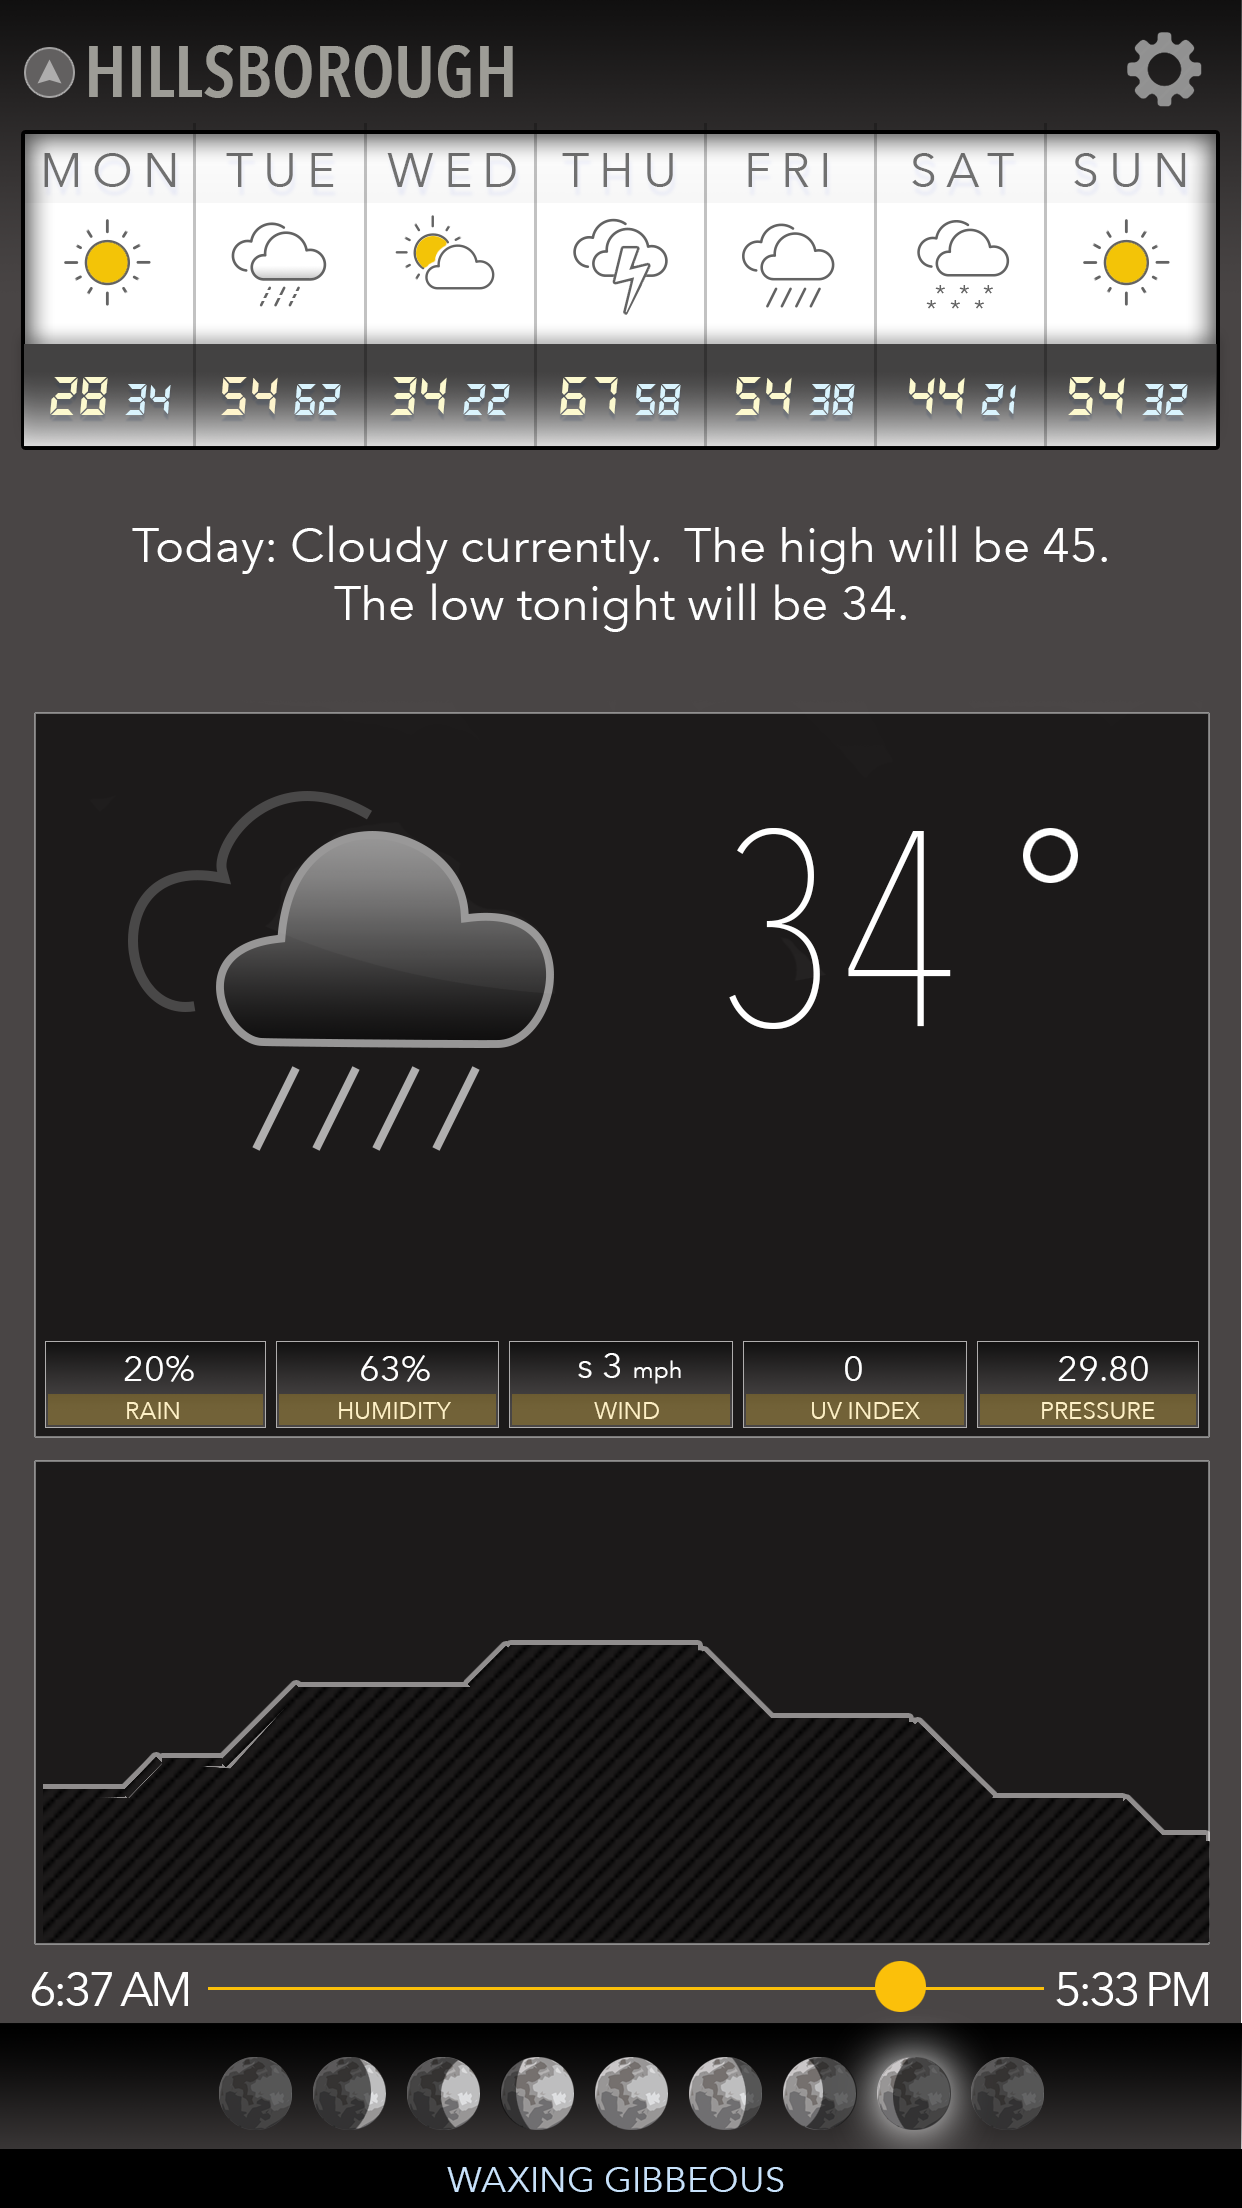 HILLSBOROUGH
MON TUE WED THU FRI SAT SUN
28 34 54 62 34 22 67 58 54 38 44 21 54 32
Today: Cloudy currently.  The high will be 45.
The low tonight will be 34.
34 °
20% 63% s 3 mph 0 29.80
RAIN HUMIDITY WIND UV INDEX PRESSURE
6:37 AM 5:33 PM
WAXING GIBBEOUS